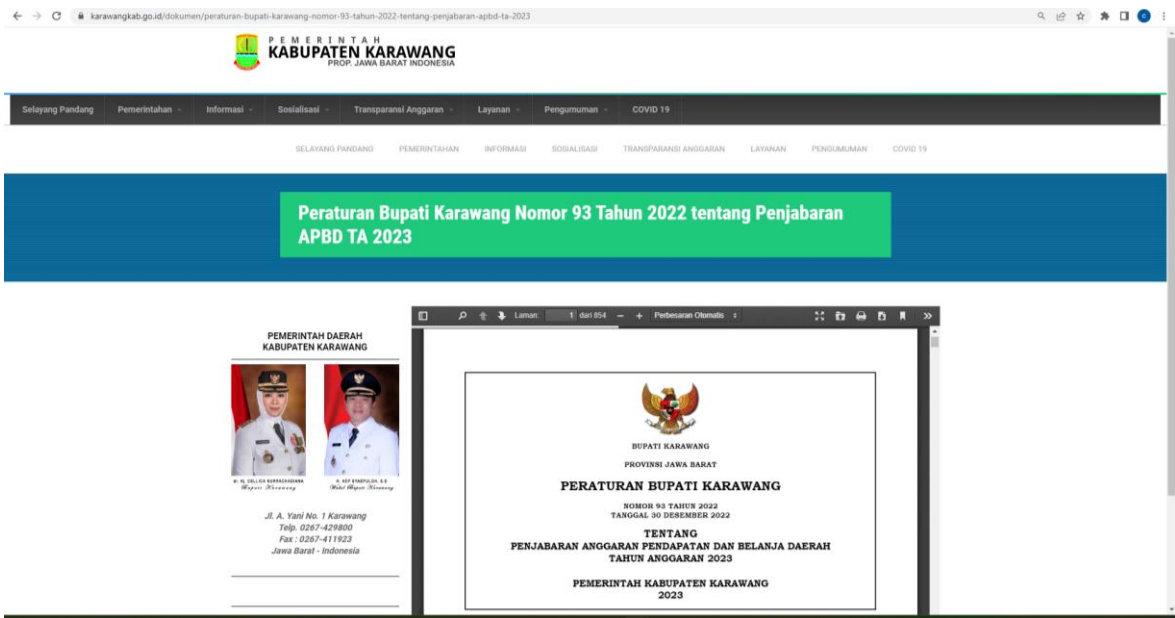 karawangkab.go.id/dokumen/peraturan-bupati-karawang-nomor-93-tahun-2022-tentang-penjabaran-apbd-ta-2023
PEMERINTAH
KABUPATEN KARAWANG
PROP. JAWA BARAT INDONESIA
Selayang Pandang Pemerintahan Informasi Sosialisasi Transparansi Anggaran Layanan Pengumuman COVID 19
SELAYANG PANDANG PEMERINTAHAN INFORMASI SOSIALISASI TRANSPARANSI ANGGARAN LAYANAN PENGUMUMAN COVID 19
Peraturan Bupati Karawang Nomor 93 Tahun 2022 tentang Penjabaran
APBD TA 2023
Laman: 1 dari 854 Perbesaran Otomatis
PEMERINTAH DAERAH
KABUPATEN KARAWANG
Bupati Karawang
Wakil Bupati Karawang
Jl. A. Yani No. 1 Karawang
Telp. 0267-429800
Fax : 0267-411923
Jawa Barat - Indonesia
BUPATI KARAWANG
PROVINSI JAWA BARAT
PERATURAN BUPATI KARAWANG
NOMOR 93 TAHUN 2022
TANGGAL 30 DESEMBER 2022
TENTANG
PENJABARAN ANGGARAN PENDAPATAN DAN BELANJA DAERAH
TAHUN ANGGARAN 2023
PEMERINTAH KABUPATEN KARAWANG
2023